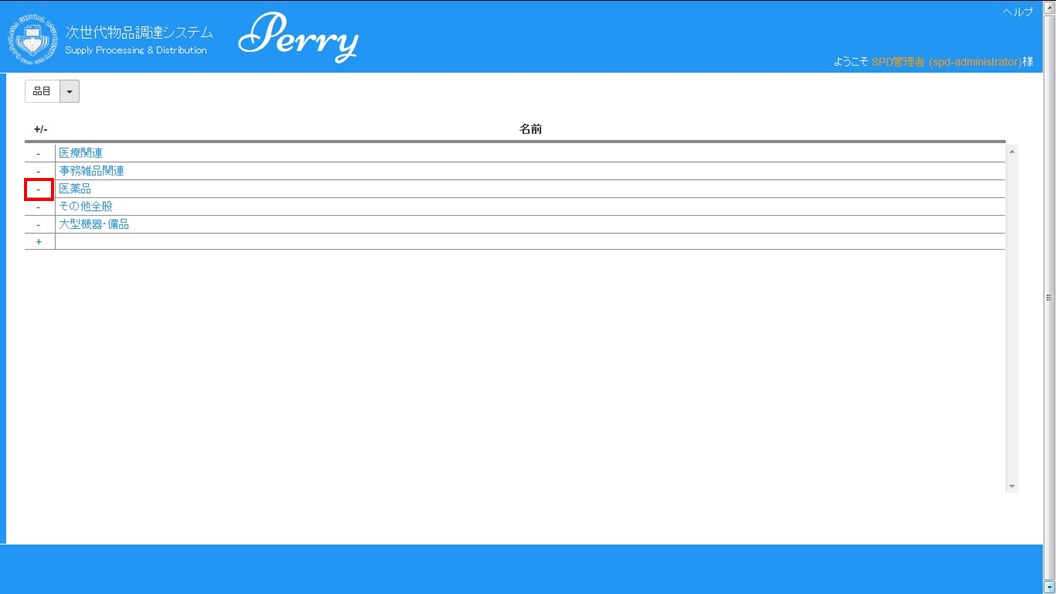 ヘルプ
次世代物品調達システム
Supply Processing & Distribution
Perry
ようこそ SPD管理者 (spd-administrator)様
品目
+/- 名前
- 医療関連
- 事務雑品関連
- 医薬品
- その他全般
- 大型機器・備品
+